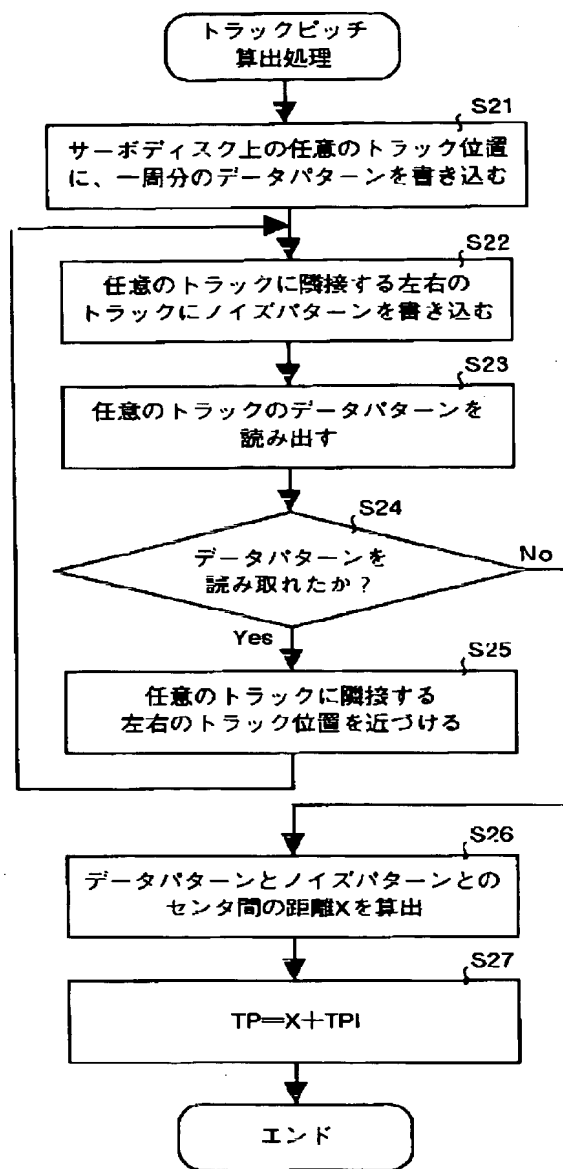 トラックピッチ
算出処理
S21
サーボディスク上の任意のトラック位置
に、一周分のデータパターンを書き込む
S22
任意のトラックに隣接する左右の
トラックにノイズパターンを書き込む
S23
任意のトラックのデータパターンを
読み出す
S24
データパターンを
読み取れたか?
No
Yes
S25
任意のトラックに隣接する
左右のトラック位置を近づける
S26
データパターンとノイズパターンとの
センタ間の距離Xを算出
S27
TP=X+TPI
エンド